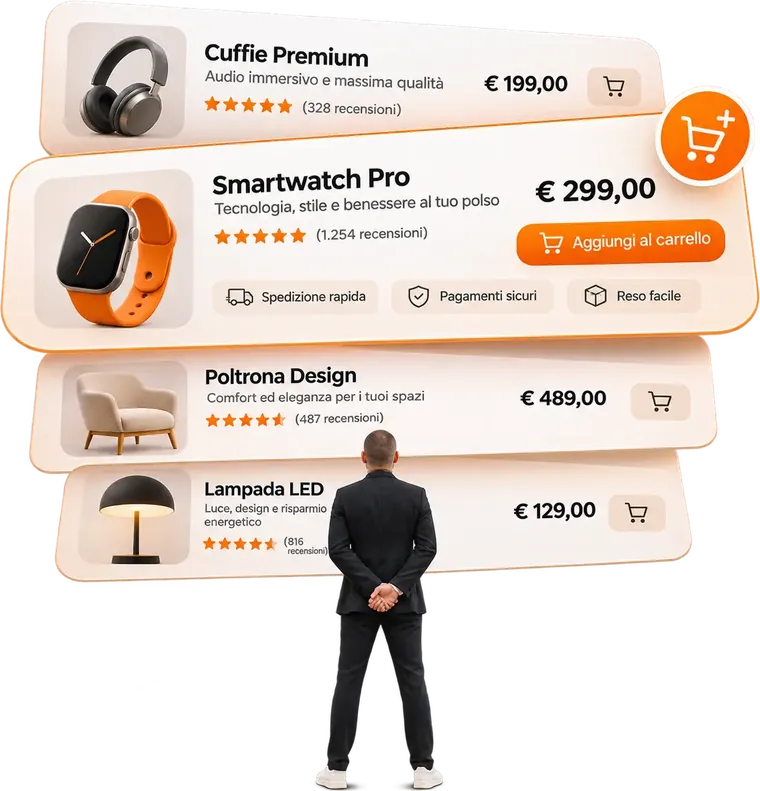 Cuffie Premium
Audio immersivo e massima qualità
(328 recensioni)
€ 199,00
Smartwatch Pro
Tecnologia, stile e benessere al tuo polso
(1.254 recensioni)
€ 299,00
Aggiungi al carrello
Spedizione rapida
Pagamenti sicuri
Reso facile
Poltrona Design
Comfort ed eleganza per i tuoi spazi
(487 recensioni)
€ 489,00
Lampada LED
Luce, design e risparmio
energetico
(816
recensioni)
€ 129,00